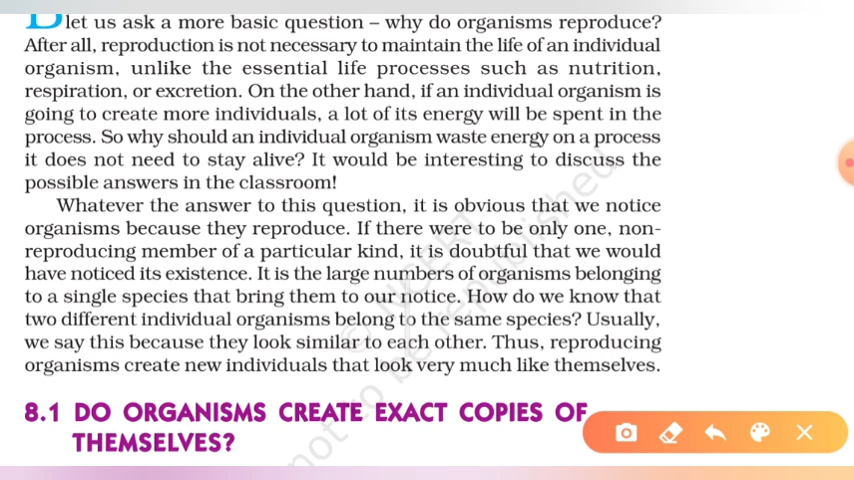 let us ask a more basic question – why do organisms reproduce?
After all, reproduction is not necessary to maintain the life of an individual
organism, unlike the essential life processes such as nutrition,
respiration, or excretion. On the other hand, if an individual organism is
going to create more individuals, a lot of its energy will be spent in the
process. So why should an individual organism waste energy on a process
it does not need to stay alive? It would be interesting to discuss the
possible answers in the classroom!
Whatever the answer to this question, it is obvious that we notice
organisms because they reproduce. If there were to be only one, non-
reproducing member of a particular kind, it is doubtful that we would
have noticed its existence. It is the large numbers of organisms belonging
to a single species that bring them to our notice. How do we know that
two different individual organisms belong to the same species? Usually,
we say this because they look similar to each other. Thus, reproducing
organisms create new individuals that look very much like themselves.
8.1 DO ORGANISMS CREATE EXACT COPIES OF
THEMSELVES?
© NCERT
not to be republished